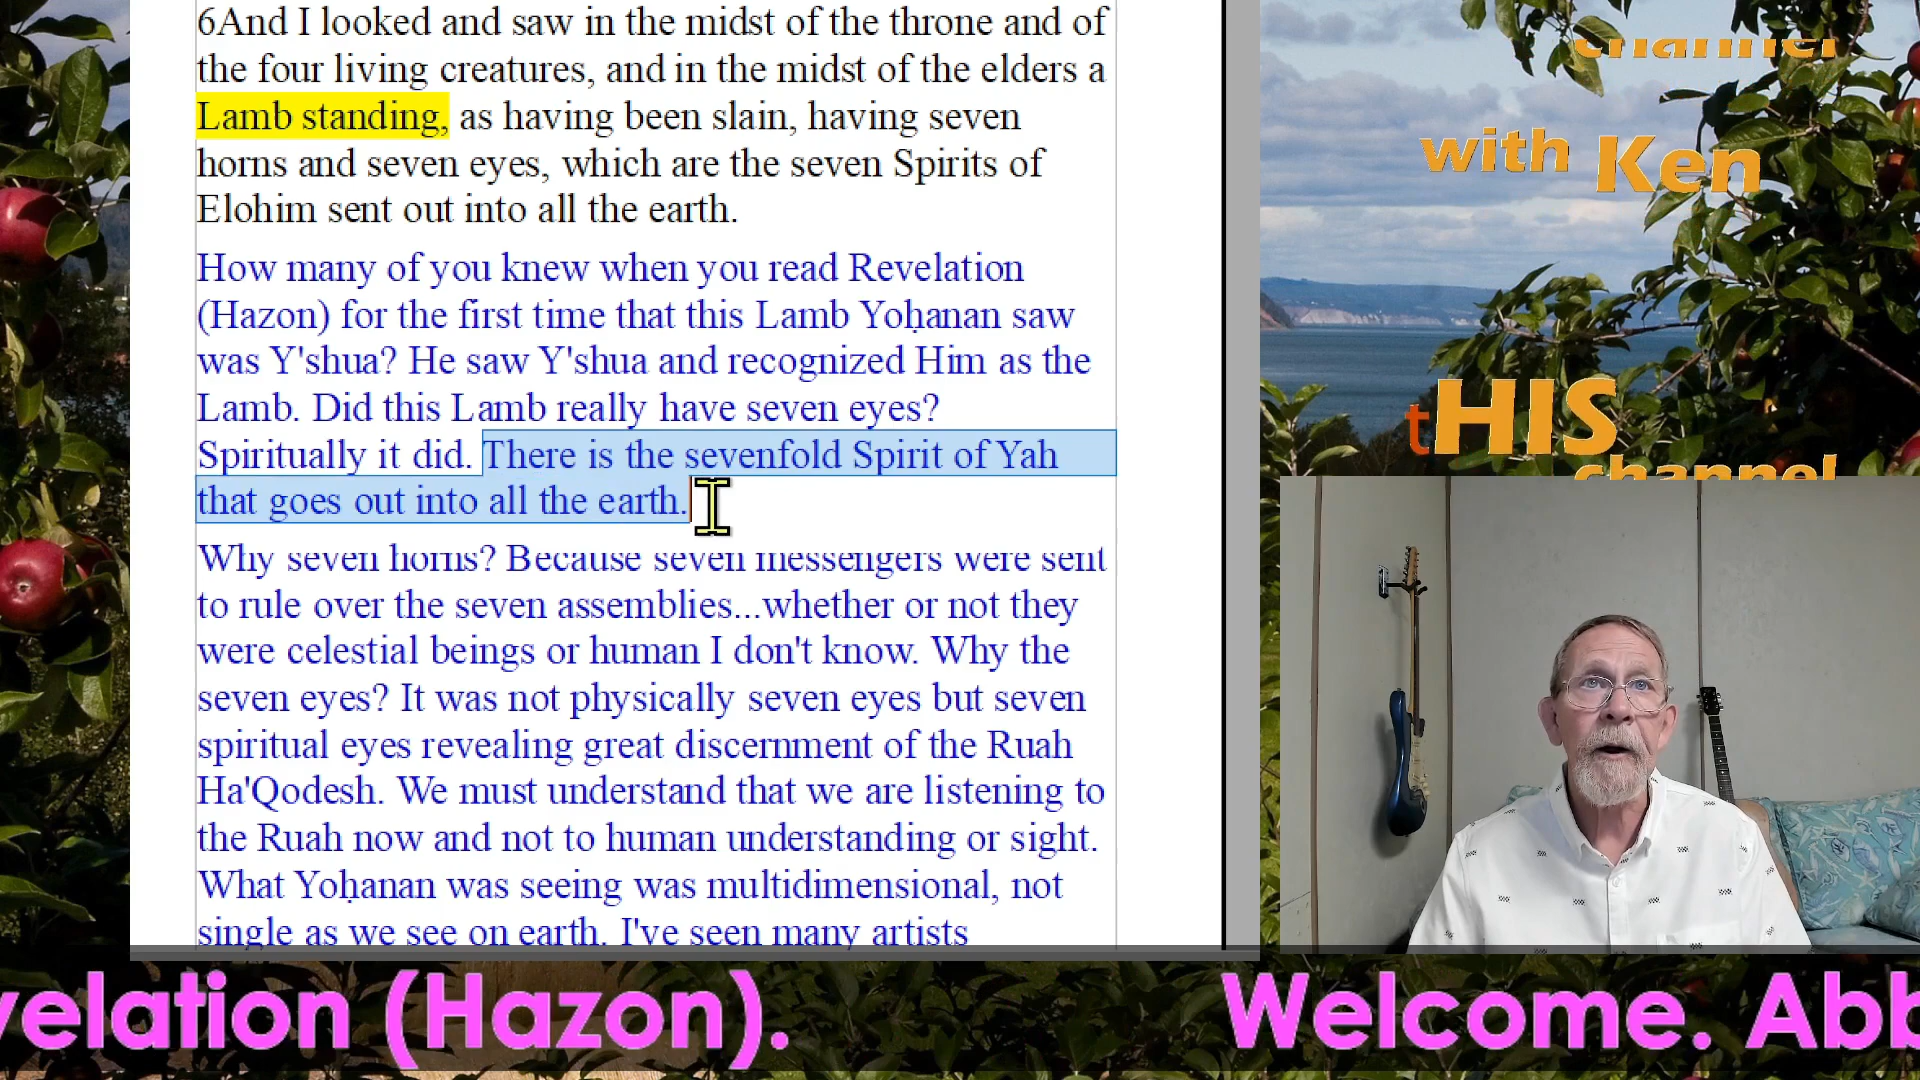 6And I looked and saw in the midst of the throne and of
the four living creatures, and in the midst of the elders a
Lamb standing, as having been slain, having seven
horns and seven eyes, which are the seven Spirits of
Elohim sent out into all the earth.
How many of you knew when you read Revelation
(Hazon) for the first time that this Lamb Yoḥanan saw
was Y'shua? He saw Y'shua and recognized Him as the
Lamb. Did this Lamb really have seven eyes?
Spiritually it did. There is the sevenfold Spirit of Yah
that goes out into all the earth.
Why seven horns? Because seven messengers were sent
to rule over the seven assemblies...whether or not they
were celestial beings or human I don't know. Why the
seven eyes? It was not physically seven eyes but seven
spiritual eyes revealing great discernment of the Ruah
Ha'Qodesh. We must understand that we are listening to
the Ruah now and not to human understanding or sight.
What Yoḥanan was seeing was multidimensional, not
single as we see on earth. I've seen many artists
channel
with Ken
tHIS
channel
velation (Hazon).
Welcome. Abb